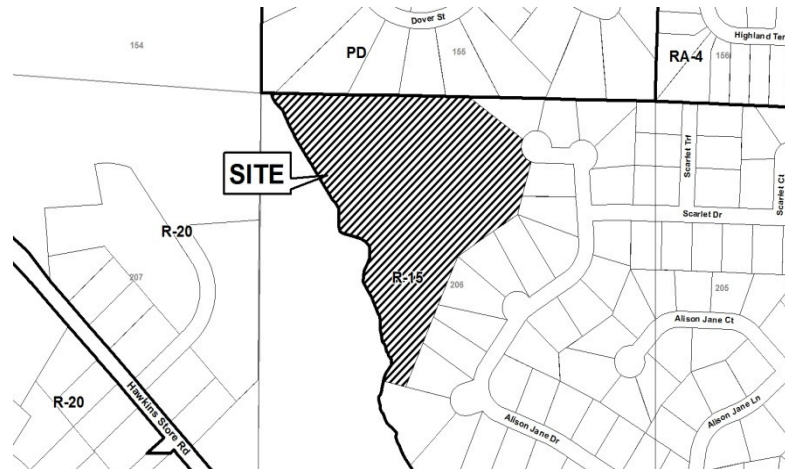 Dover St
154
PD
155
RA-4
Highland Ter
156
SITE
Scarlet Trl
Scarlet Ct
Scarlet Dr
R-20
207
R-15
206
205
Alison Jane Ct
R-20
Hawkins Store Rd
Alison Jane Dr
Alison Jane Ln